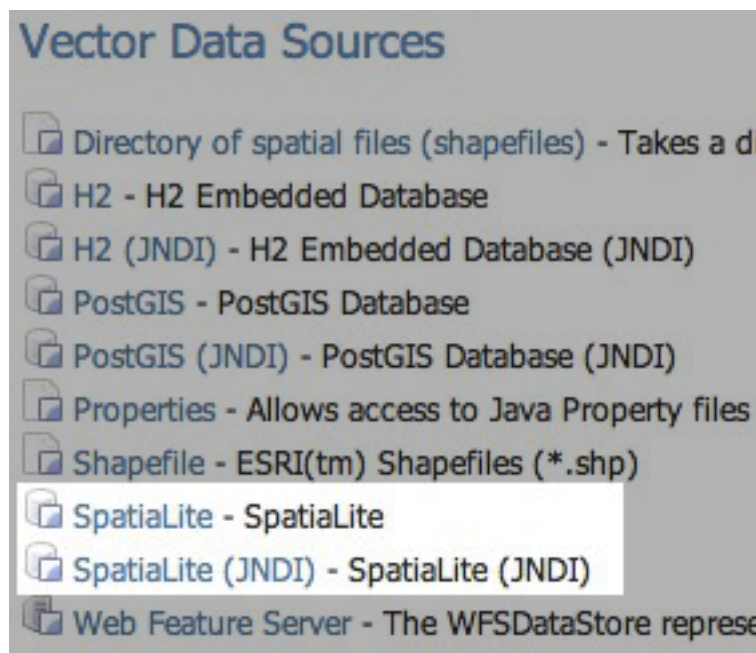 Vector Data Sources
Directory of spatial files (shapefiles) - Takes a
H2 - H2 Embedded Database
H2 (JNDI) - H2 Embedded Database (JNDI)
PostGIS - PostGIS Database
PostGIS (JNDI) - PostGIS Database (JNDI)
Properties - Allows access to Java Property files
Shapefile - ESRI(tm) Shapefiles (*.shp)
SpatiaLite - SpatiaLite
SpatiaLite (JNDI) - SpatiaLite (JNDI)
Web Feature Server - The WFSDataStore